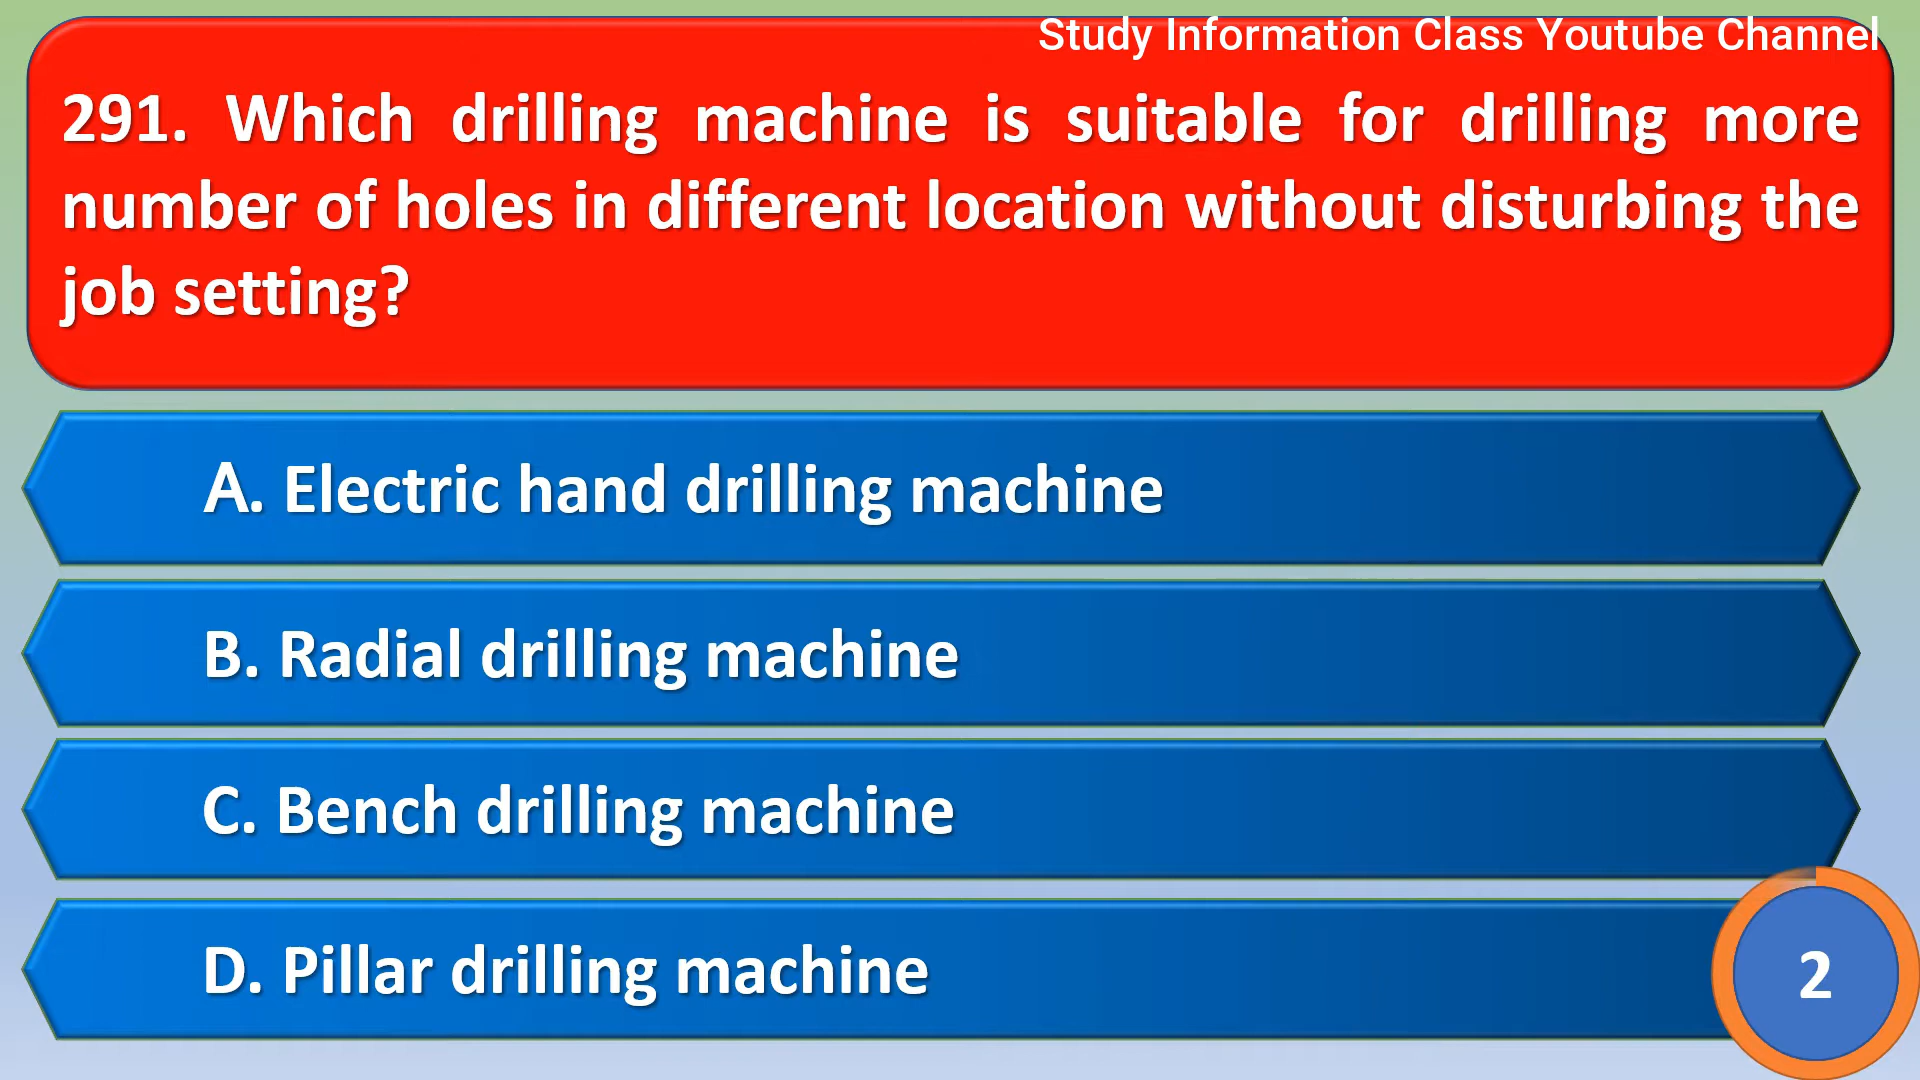 Study Information Class Youtube Channel
291. Which drilling machine is suitable for drilling more
number of holes in different location without disturbing the
job setting?
A. Electric hand drilling machine
B. Radial drilling machine
C. Bench drilling machine
D. Pillar drilling machine
2